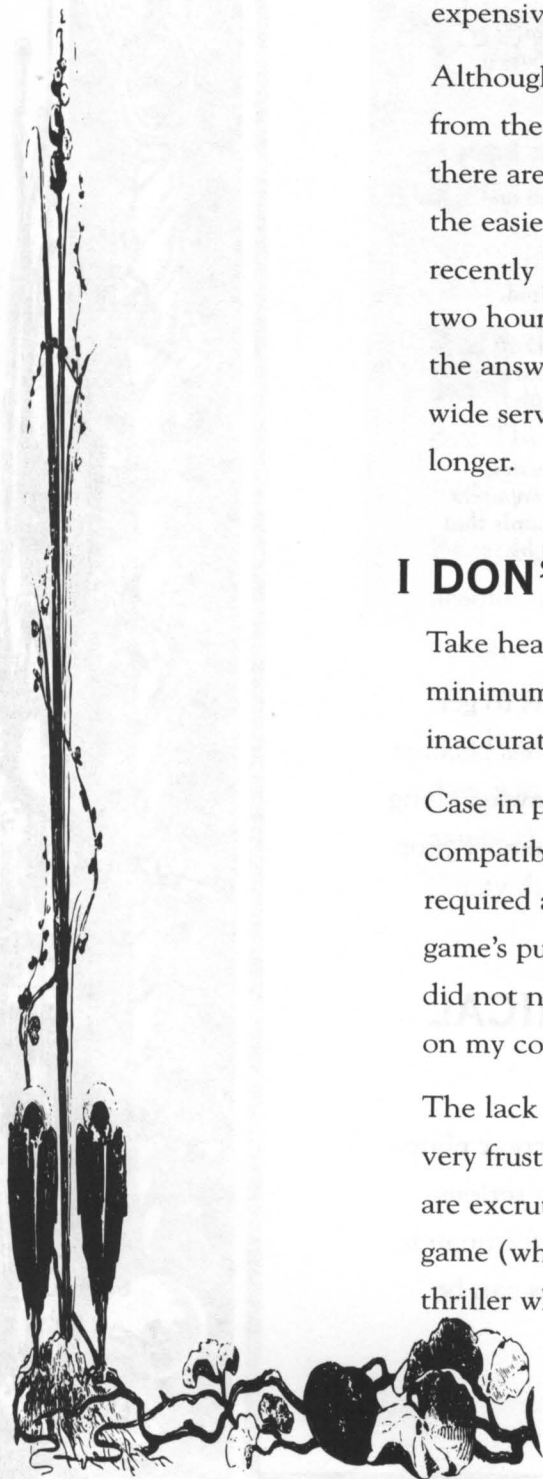 expensiv
Although
from the
there are
the easie
recently
two hour
the answ
wide serv
longer.
I DON'
Take hea
minimum
inaccurat
Case in p
compatib
required a
game's pu
did not n
on my co
The lack
very frust
are excrut
game (wh
thriller wh